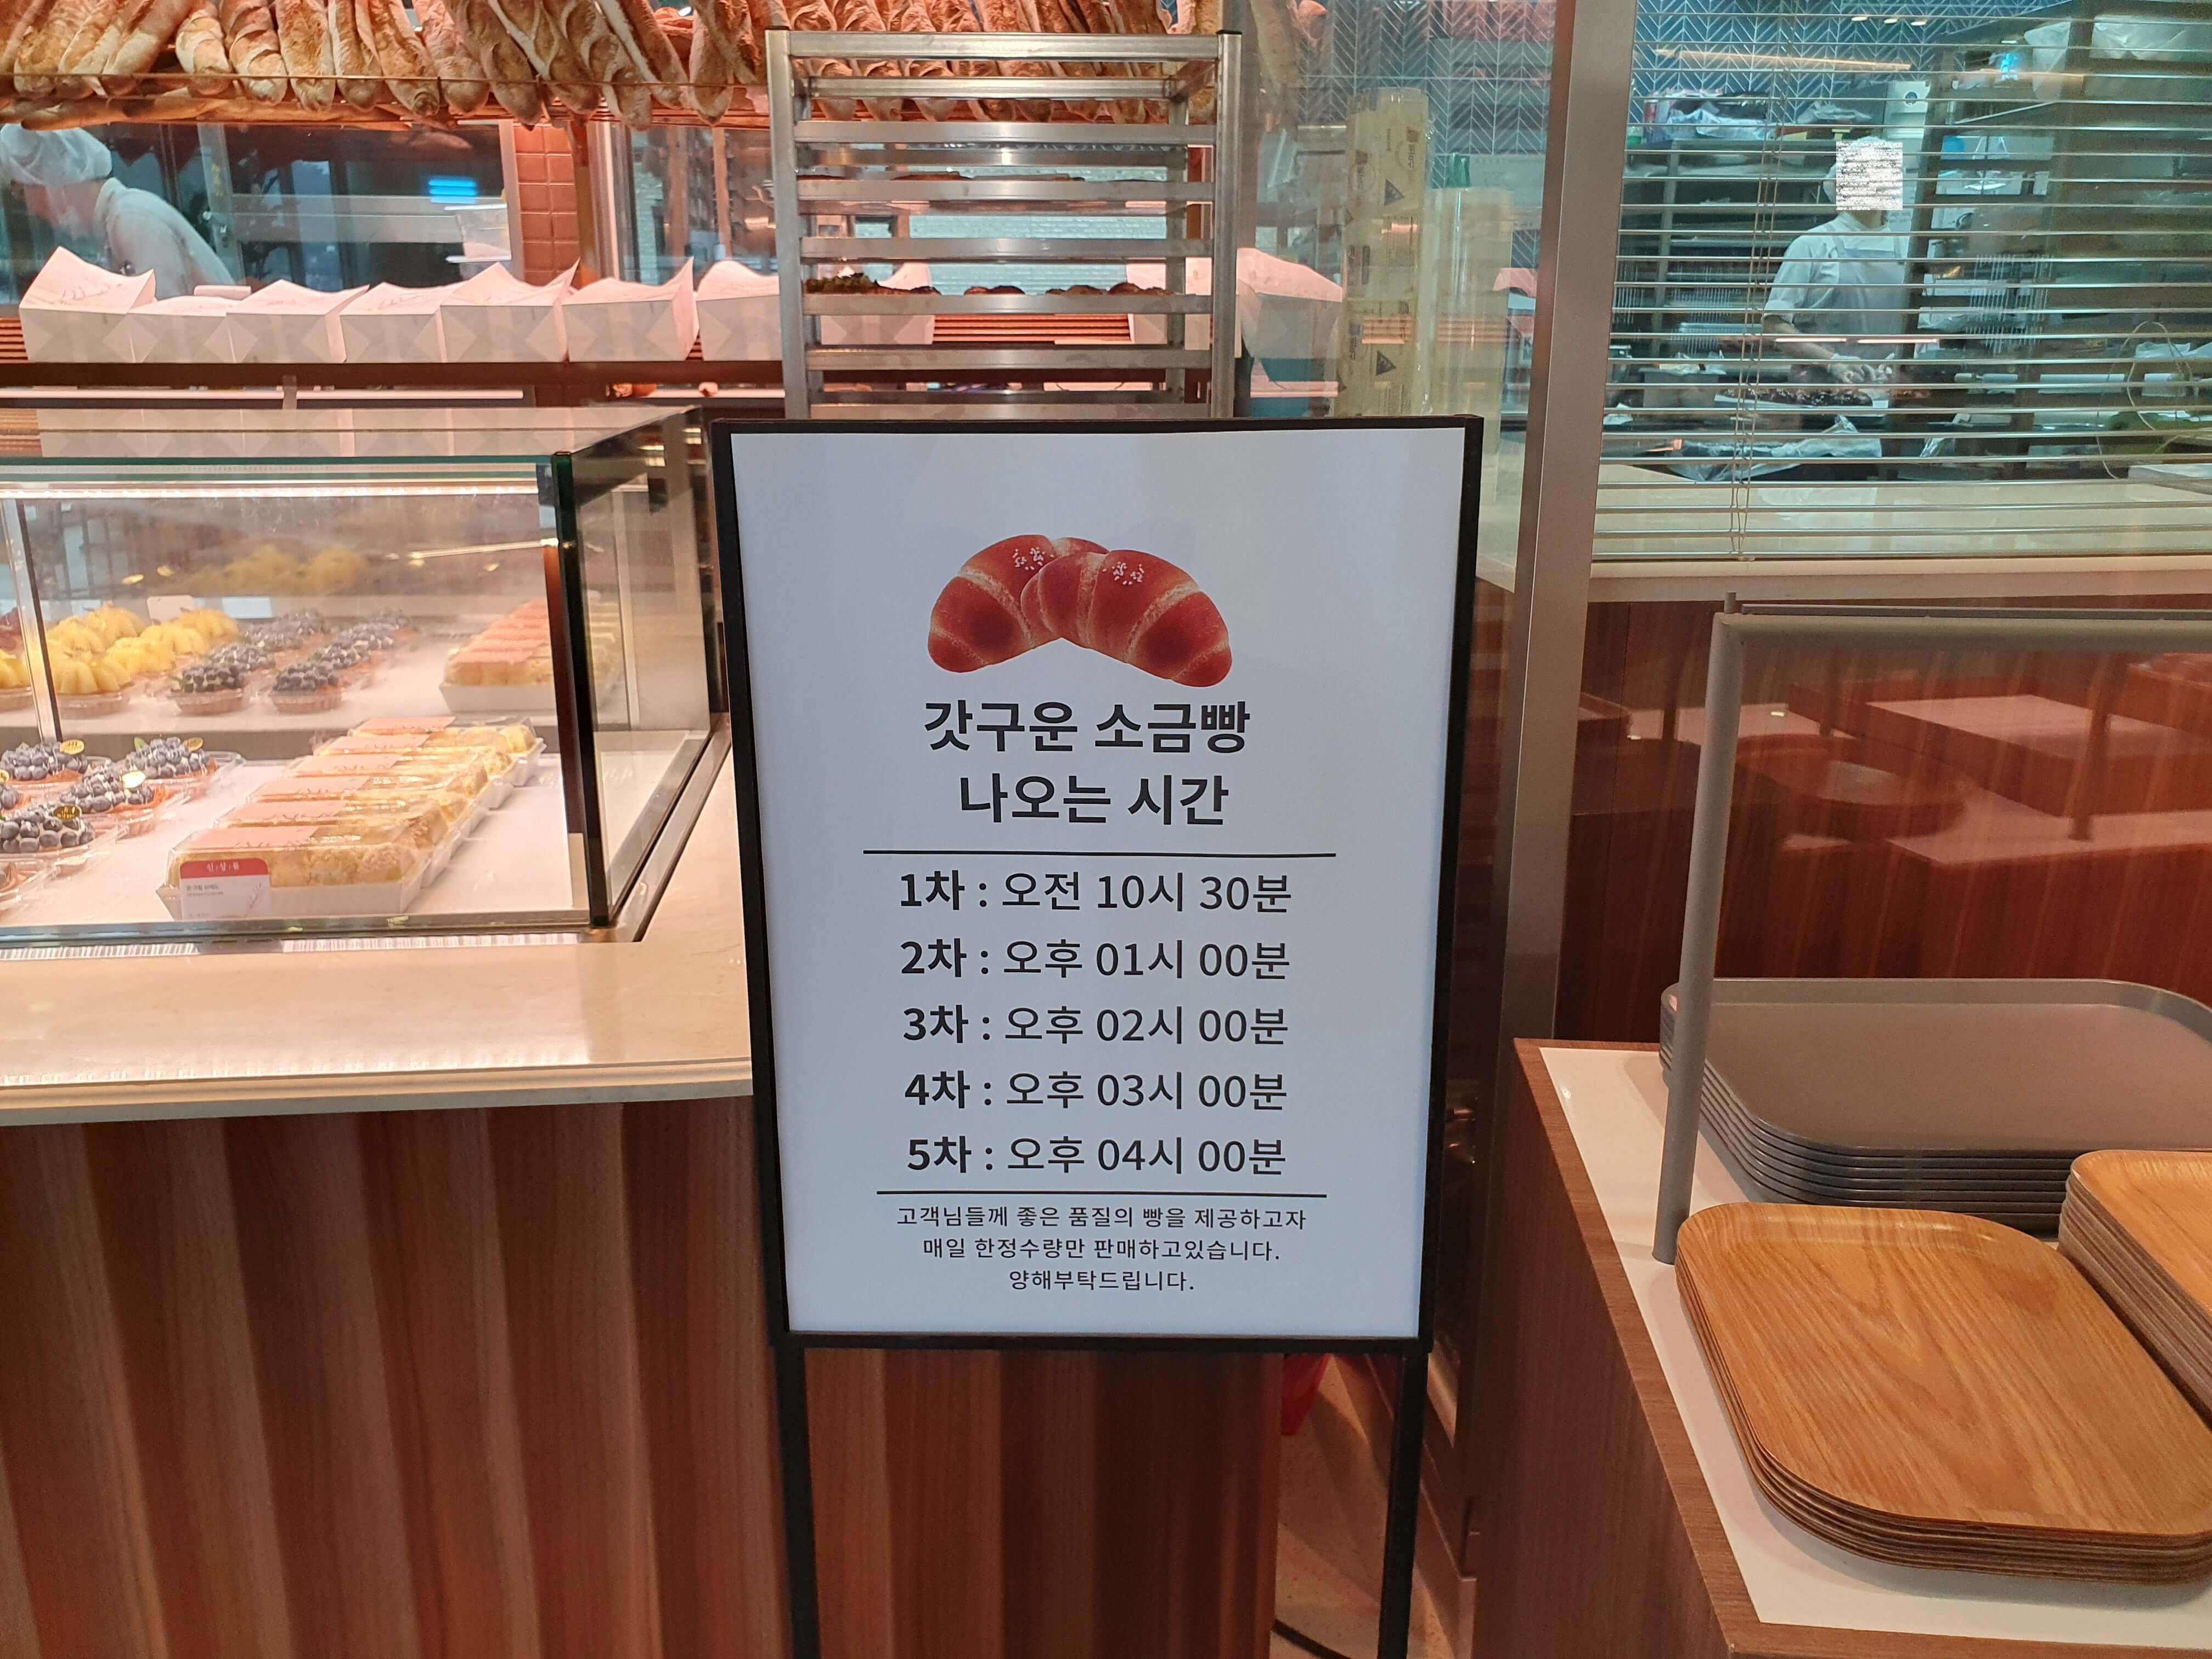 갓구운 소금빵
나오는 시간
1차 : 오전 10시 30분
2차 : 오후 01시 00분
3차 : 오후 02시 00분
4차 : 오후 03시 00분
5차 : 오후 04시 00분
고객님들께 좋은 품질의 빵을 제공하고자
매일 한정수량만 판매하고있습니다.
양해부탁드립니다.
신상품